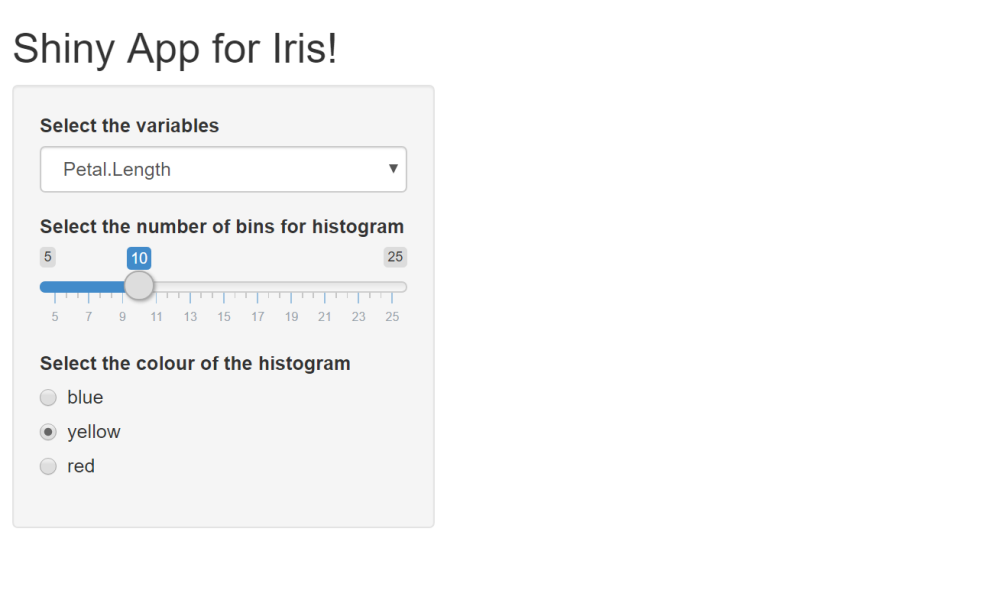 Shiny App for Iris!
Select the variables
Petal.Length
Select the number of bins for histogram
5 10 25
5 7 9 11 13 15 17 19 21 23 25
Select the colour of the histogram
blue
yellow
red